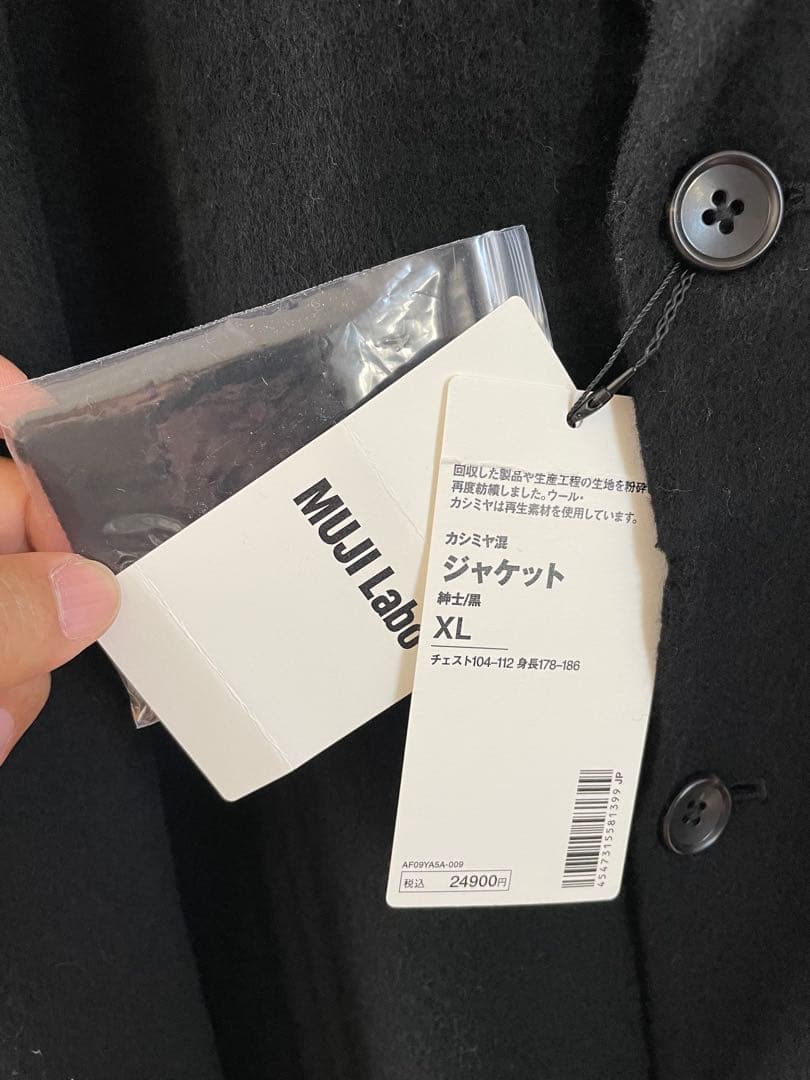 MUJI Labo
回収した製品や生産工程の生地を粉砕
再度紡績しました。ウール・
カシミヤは再生素材を使用しています。
カシミヤ混
ジャケット
紳士/黒
XL
チェスト104–112 身長178–186
4547315581399 JP
AF09YA5A-009
税込 24900円